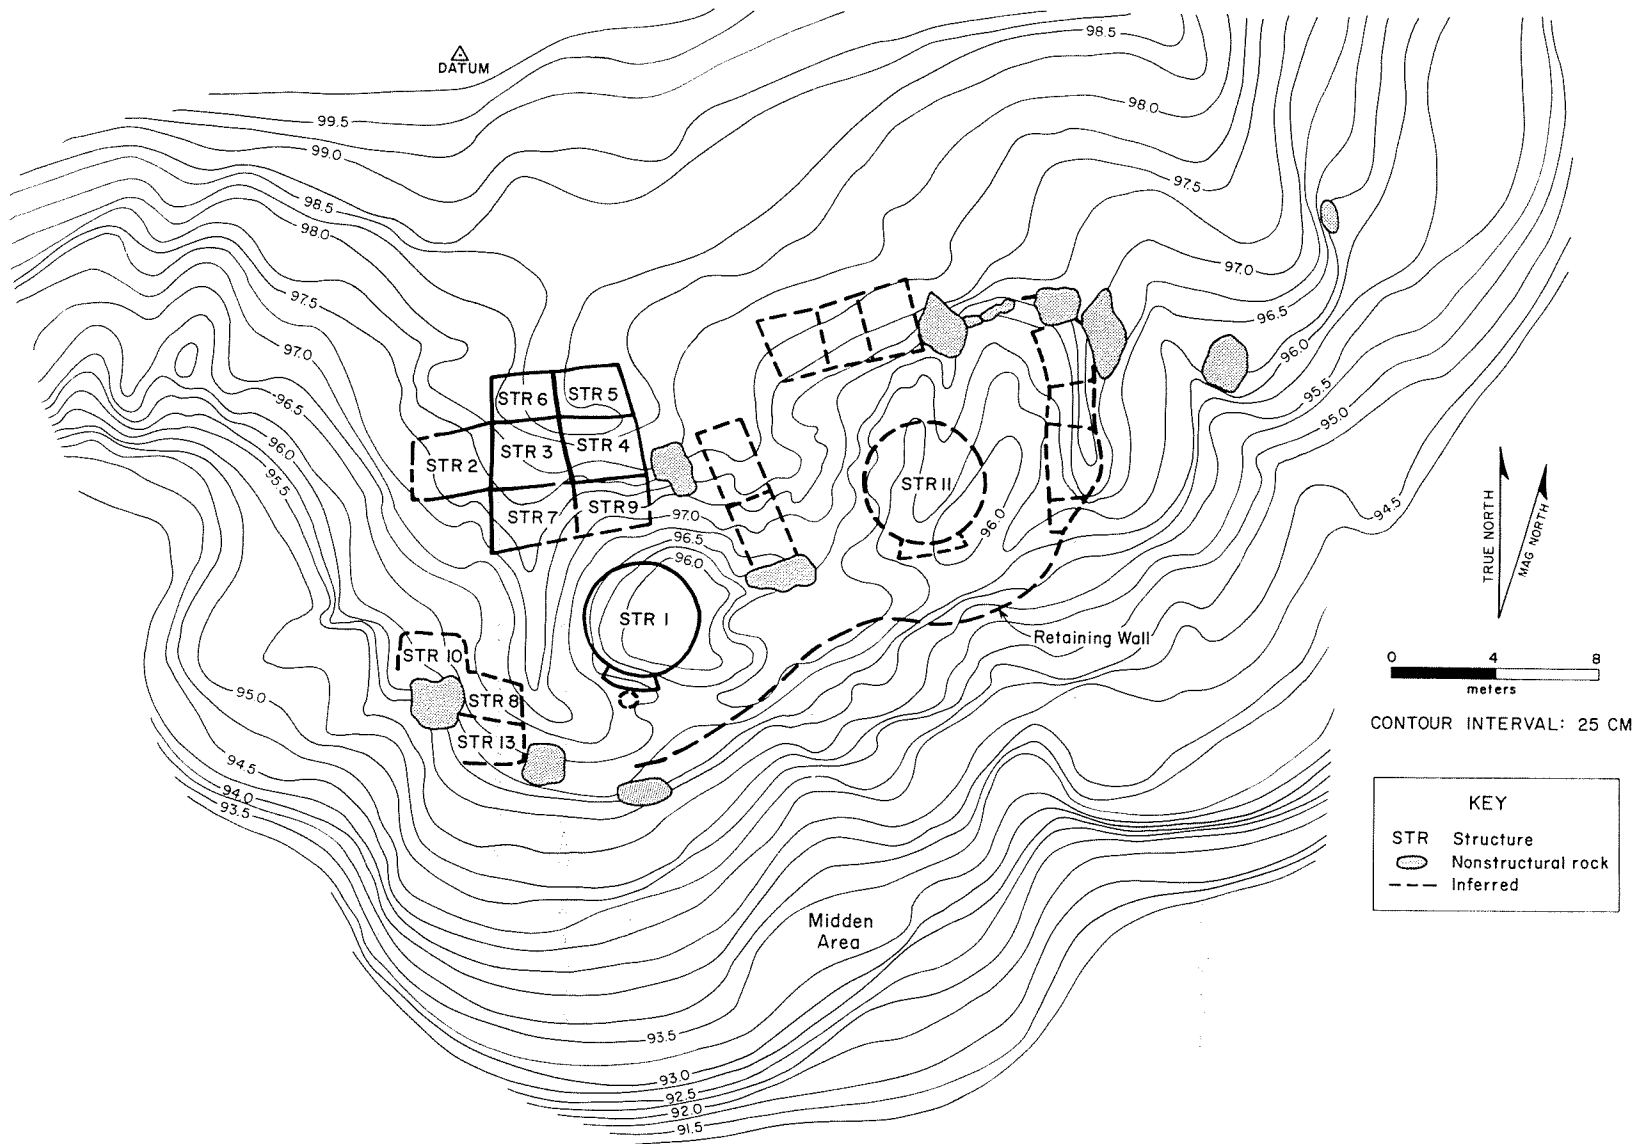 DATUM
98.5
98.0
99.5
99.0
97.5
98.5
98.0
97.0
97.5
96.5
97.0
96.0
96.5
95.5
95.0
STR 6
STR 5
STR 3
STR 4
STR 2
STR 7
STR 9
96.0
95.5
97.0
96.5
96.0
STR 11
96.0
94.5
TRUE NORTH
MAG NORTH
STR 1
Retaining Wall
STR 10
STR 8
STR 13
95.0
94.5
94.0
93.5
0 4 8
meters
CONTOUR INTERVAL: 25 CM
KEY
STR Structure
Nonstructural rock
Inferred
Midden
Area
93.5
93.0
92.5
92.0
91.5